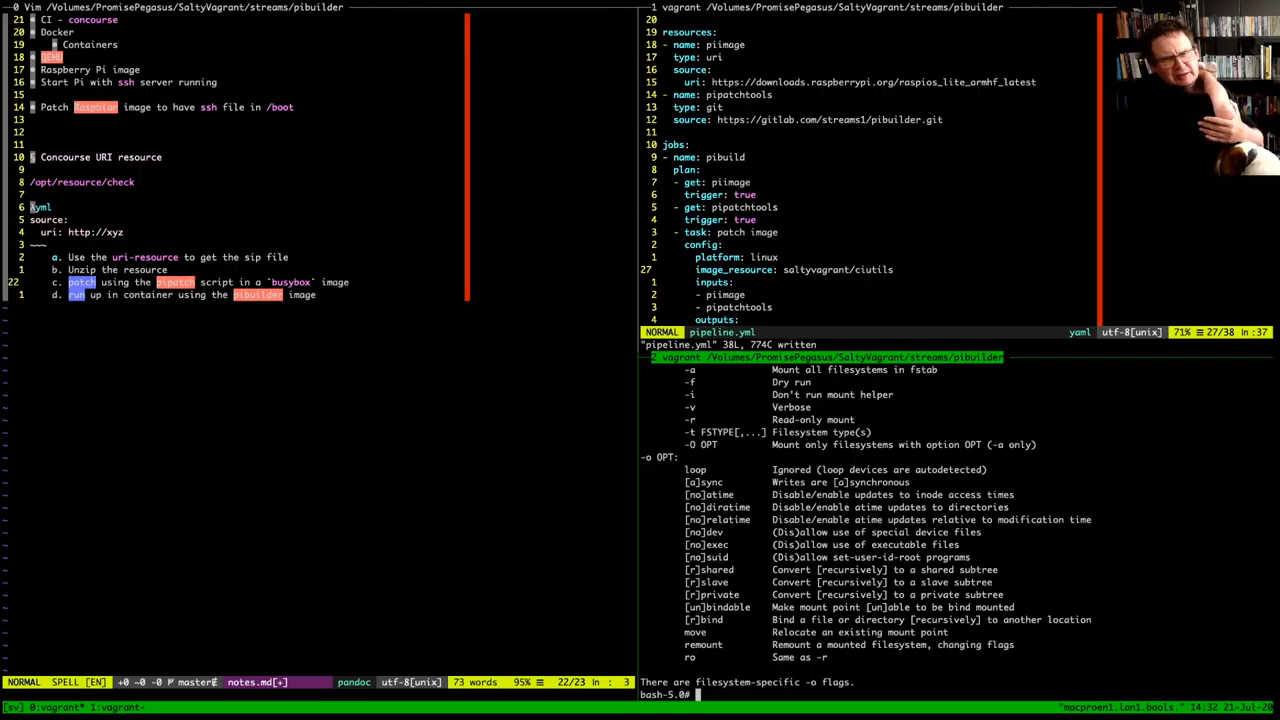 0 Vim /Volumes/PromisePegasus/SaltyVagrant/streams/pibuilder
21 CI - concourse
20 Docker
19 Containers
18 QEMU
17 Raspberry Pi image
16 Start Pi with ssh server running
15
14 Patch Raspbian image to have ssh file in /boot
13
12
11
10 § Concourse URI resource
9
8 /opt/resource/check
7
6 λyml
5 source:
4 uri: http://xyz
3 ~~~
2 a. Use the uri-resource to get the sip file
1 b. Unzip the resource
22 c. patch using the pipatch script in a `busybox` image
1 d. run up in container using the pibuilder image
NORMAL SPELL [EN] +0 ~0 -0 master notes.md[+] pandoc utf-8[unix] 73 words 95% ≡ 22/23 ln : 3
1 vagrant /Volumes/PromisePegasus/SaltyVagrant/streams/pibuilder
20
19 resources:
18 - name: piimage
17 type: uri
16 source:
15 uri: https://downloads.raspberrypi.org/raspios_lite_armhf_latest
14 - name: pipatchtools
13 type: git
12 source: https://gitlab.com/streams1/pibuilder.git
11
10 jobs:
9 - name: pibuild
8 plan:
7 - get: piimage
6 trigger: true
5 - get: pipatchtools
4 trigger: true
3 - task: patch image
2 config:
1 platform: linux
27 image_resource: saltyvagrant/ciutils
1 inputs:
2 - piimage
3 - pipatchtools
4 outputs:
NORMAL pipeline.yml yaml utf-8[unix] 71% ≡ 27/38 ln :37
"pipeline.yml" 38L, 774C written
2 vagrant /Volumes/PromisePegasus/SaltyVagrant/streams/pibuilder
-a Mount all filesystems in fstab
-f Dry run
-i Don't run mount helper
-v Verbose
-r Read-only mount
-t FSTYPE[,...] Filesystem type(s)
-O OPT Mount only filesystems with option OPT (-a only)
-o OPT:
loop Ignored (loop devices are autodetected)
[a]sync Writes are [a]synchronous
[no]atime Disable/enable updates to inode access times
[no]diratime Disable/enable atime updates to directories
[no]relatime Disable/enable atime updates relative to modification time
[no]dev (Dis)allow use of special device files
[no]exec (Dis)allow use of executable files
[no]suid (Dis)allow set-user-id-root programs
[r]shared Convert [recursively] to a shared subtree
[r]slave Convert [recursively] to a slave subtree
[r]private Convert [recursively] to a private subtree
[un]bindable Make mount point [un]able to be bind mounted
[r]bind Bind a file or directory [recursively] to another location
move Relocate an existing mount point
remount Remount a mounted filesystem, changing flags
ro Same as -r
There are filesystem-specific -o flags.
bash-5.0#
[sv] 0:vagrant* 1:vagrant- "macproen1.lan1.bools." 14:32 21-Jul-20